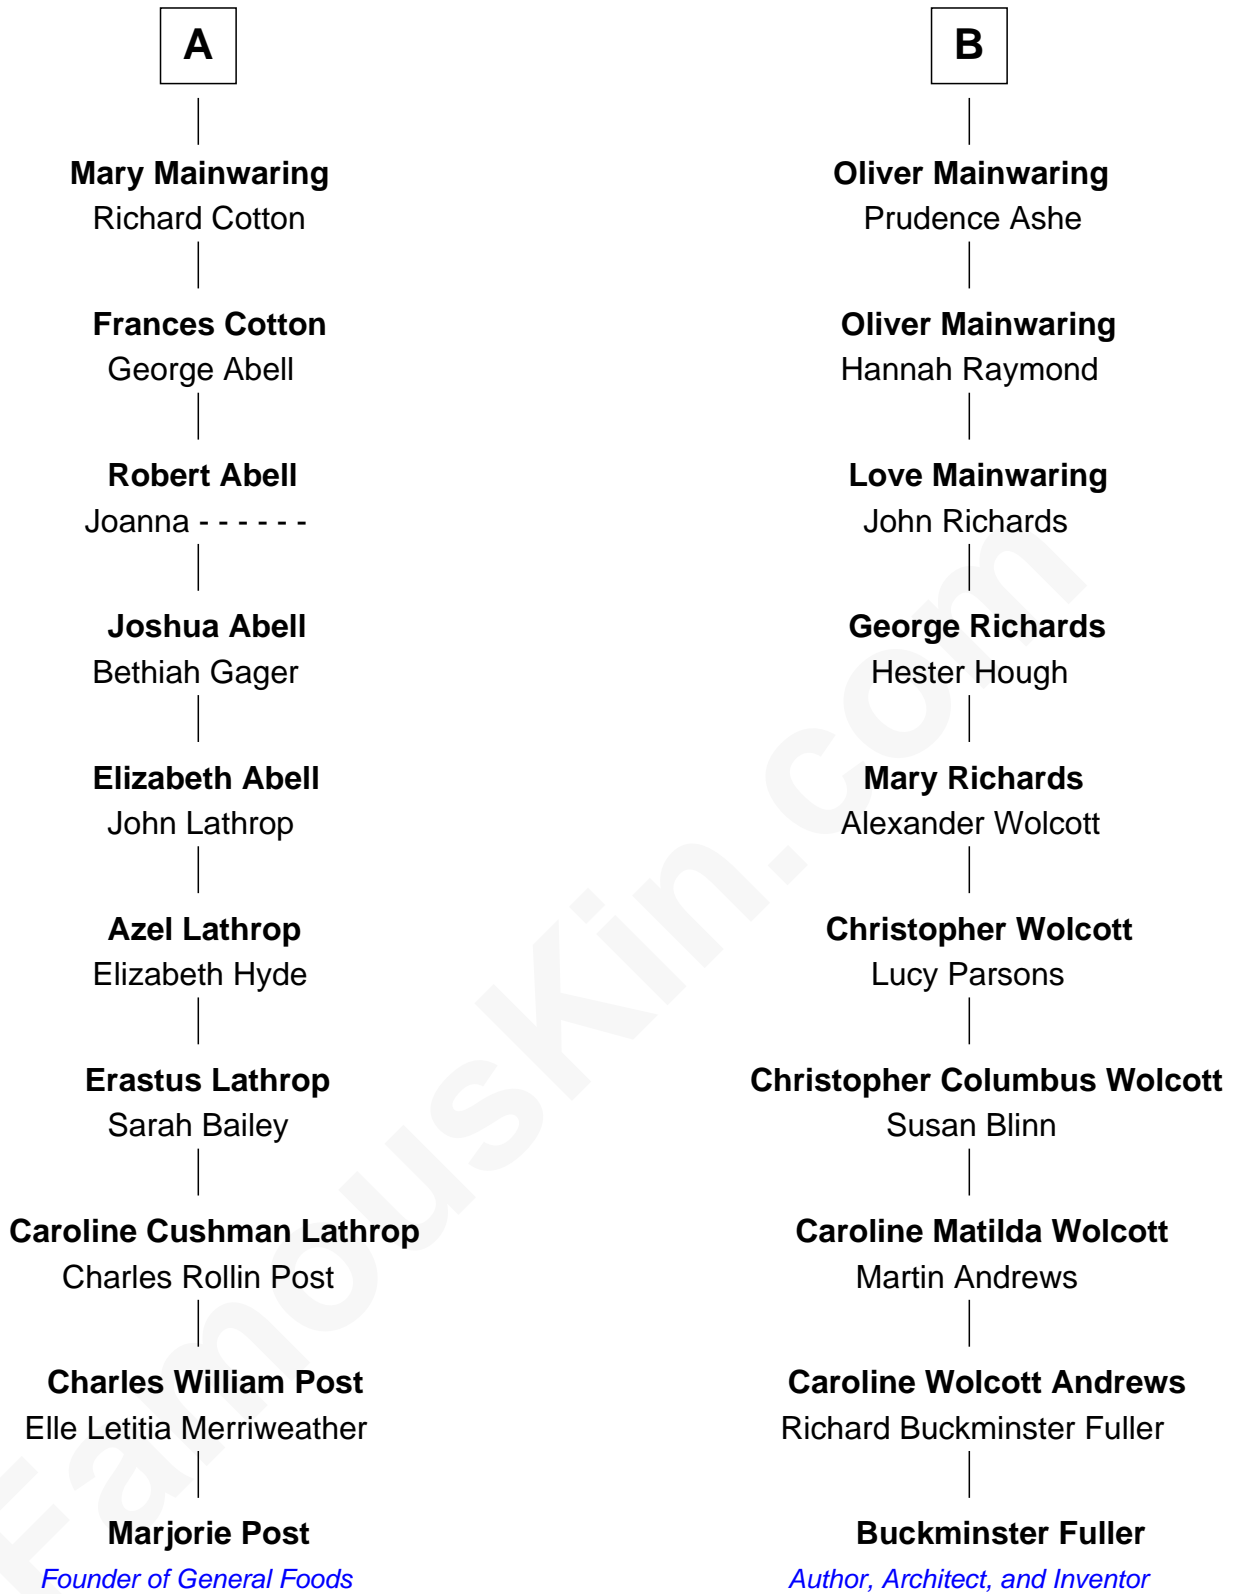 A
Mary Mainwaring
Richard Cotton
Frances Cotton
George Abell
Robert Abell
Joanna - - - - - -
Joshua Abell
Bethiah Gager
Elizabeth Abell
John Lathrop
Azel Lathrop
Elizabeth Hyde
Erastus Lathrop
Sarah Bailey
Caroline Cushman Lathrop
Charles Rollin Post
Charles William Post
Elle Letitia Merriweather
Marjorie Post
Founder of General Foods
B
Oliver Mainwaring
Prudence Ashe
Oliver Mainwaring
Hannah Raymond
Love Mainwaring
John Richards
George Richards
Hester Hough
Mary Richards
Alexander Wolcott
Christopher Wolcott
Lucy Parsons
Christopher Columbus Wolcott
Susan Blinn
Caroline Matilda Wolcott
Martin Andrews
Caroline Wolcott Andrews
Richard Buckminster Fuller
Buckminster Fuller
Author, Architect, and Inventor
FamousKin.com